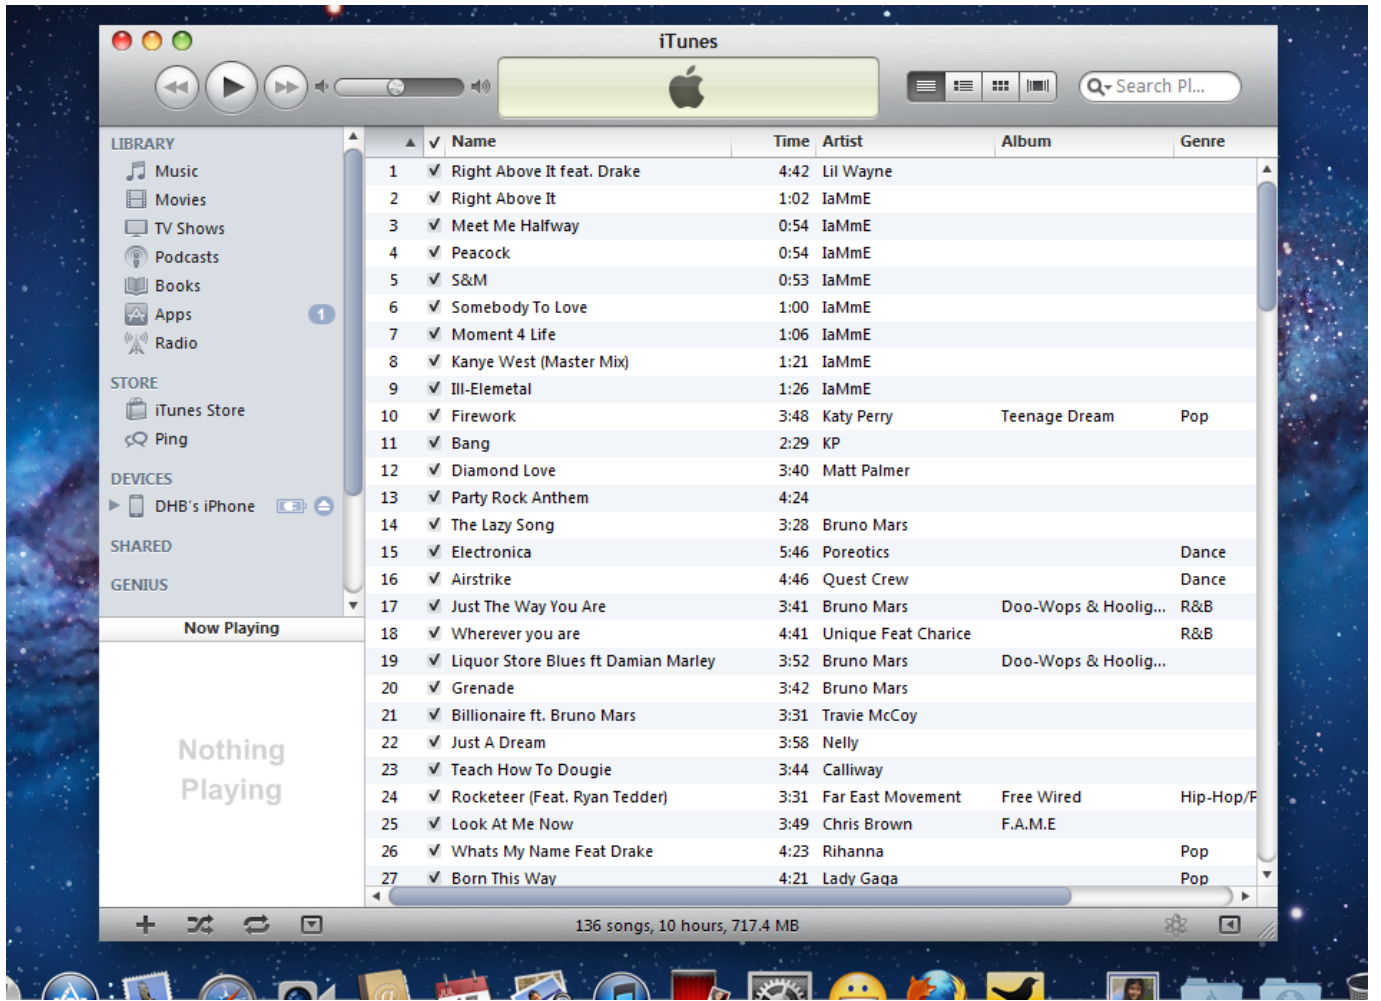 iTunes
Search Pl...
LIBRARY
Music
Movies
TV Shows
Podcasts
Books
Apps 1
Radio
STORE
iTunes Store
Ping
DEVICES
DHB's iPhone
SHARED
GENIUS
Now Playing
Nothing
Playing
Name Time Artist Album Genre
1 Right Above It feat. Drake 4:42 Lil Wayne
2 Right Above It 1:02 IaMmE
3 Meet Me Halfway 0:54 IaMmE
4 Peacock 0:54 IaMmE
5 S&M 0:53 IaMmE
6 Somebody To Love 1:00 IaMmE
7 Moment 4 Life 1:06 IaMmE
8 Kanye West (Master Mix) 1:21 IaMmE
9 Ill-Elemetal 1:26 IaMmE
10 Firework 3:48 Katy Perry Teenage Dream Pop
11 Bang 2:29 KP
12 Diamond Love 3:40 Matt Palmer
13 Party Rock Anthem 4:24
14 The Lazy Song 3:28 Bruno Mars
15 Electronica 5:46 Poreotics Dance
16 Airstrike 4:46 Quest Crew Dance
17 Just The Way You Are 3:41 Bruno Mars Doo-Wops & Hoolig... R&B
18 Wherever you are 4:41 Unique Feat Charice R&B
19 Liquor Store Blues ft Damian Marley 3:52 Bruno Mars Doo-Wops & Hoolig...
20 Grenade 3:42 Bruno Mars
21 Billionaire ft. Bruno Mars 3:31 Travie McCoy
22 Just A Dream 3:58 Nelly
23 Teach How To Dougie 3:44 Calliway
24 Rocketeer (Feat. Ryan Tedder) 3:31 Far East Movement Free Wired Hip-Hop/
25 Look At Me Now 3:49 Chris Brown F.A.M.E
26 Whats My Name Feat Drake 4:23 Rihanna Pop
27 Born This Way 4:21 Lady Gaga Pop
136 songs, 10 hours, 717.4 MB
JUL
@